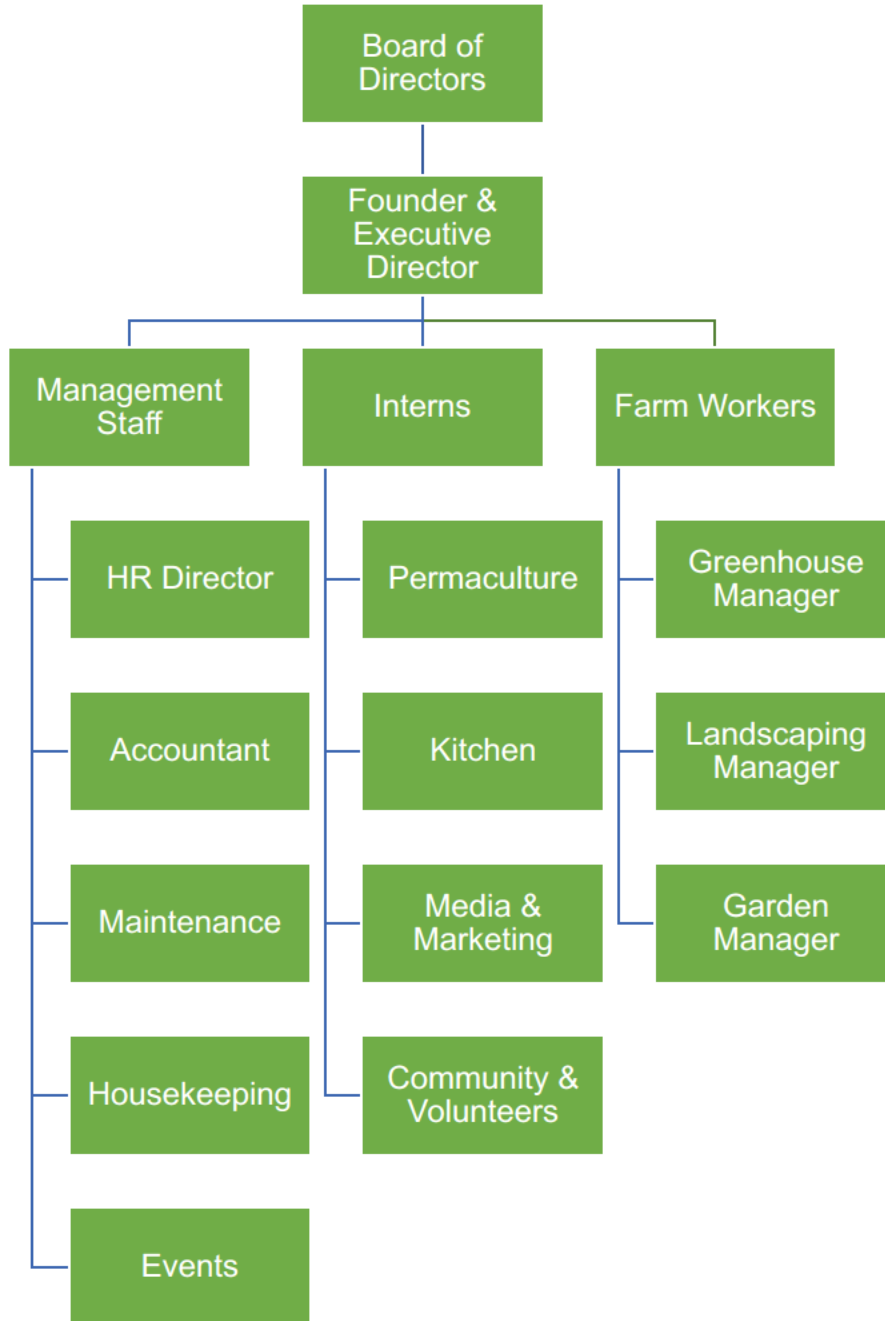 Board of
Directors
Founder &
Executive
Director
Management
Staff
Interns
Farm Workers
HR Director
Permaculture
Greenhouse
Manager
Accountant
Kitchen
Landscaping
Manager
Maintenance
Media &
Marketing
Garden
Manager
Housekeeping
Community &
Volunteers
Events